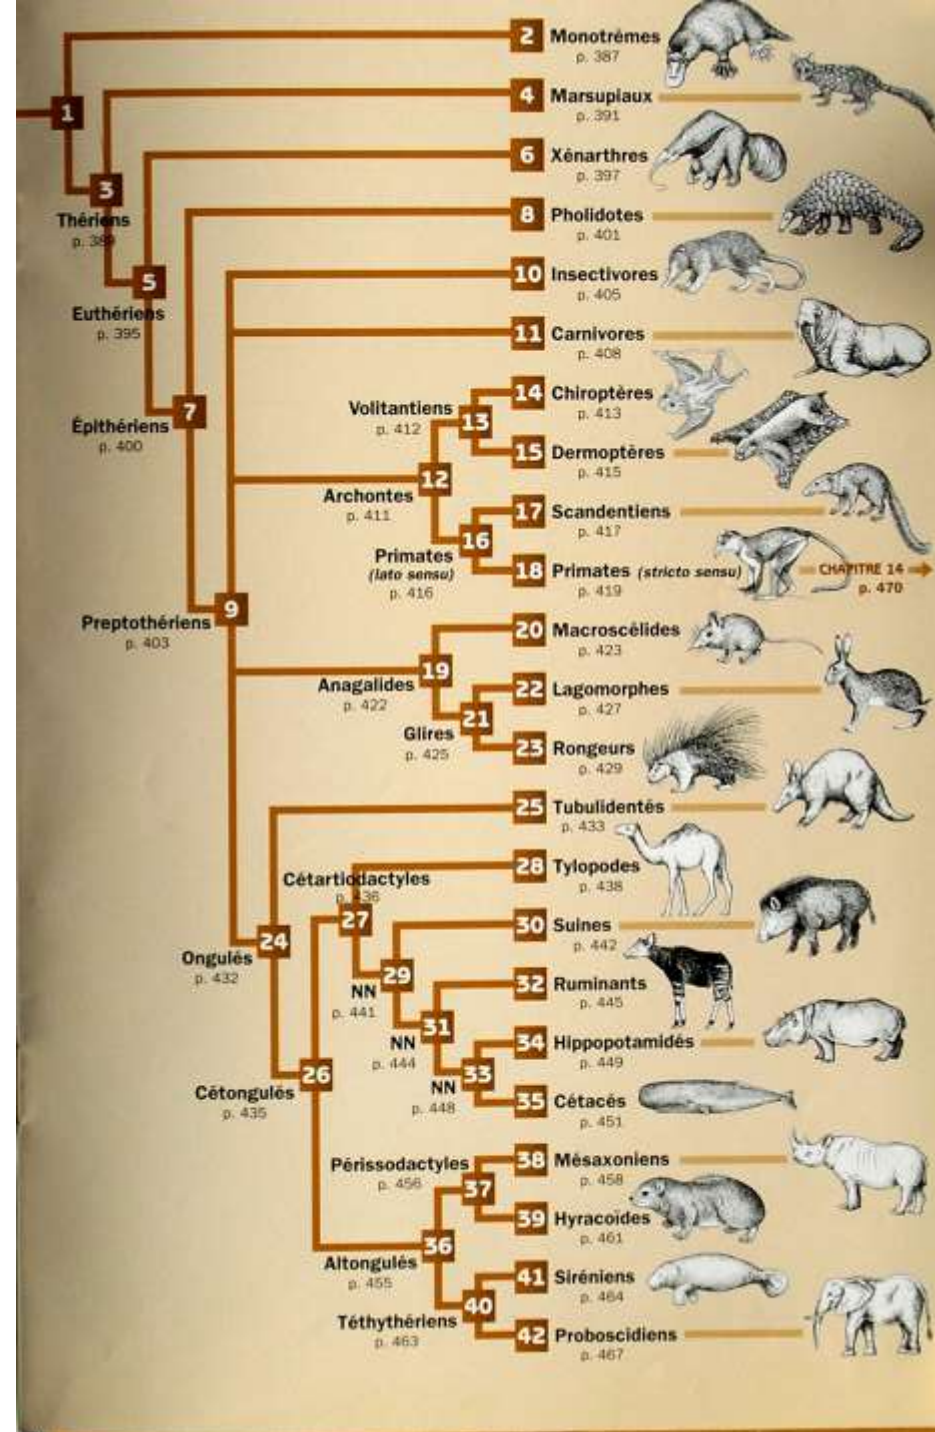 2 Monotrèmes
p. 387
1
4 Marsupiaux
p. 391
3
Thériens
p. 389
6 Xénarthres
p. 397
8 Pholidotes
p. 401
5
Euthériens
p. 395
10 Insectivores
p. 405
11 Carnivores
p. 408
7
Épithériens
p. 400
14 Chiroptères
p. 413
Volitantiens 13
p. 412
15 Dermoptères
p. 415
12
Archontes
p. 411
17 Scandentiens
p. 417
16
Primates
(lato sensu)
p. 416
18 Primates (stricto sensu)
p. 419
CHAPITRE 14
p. 470
9
Preptothériens
p. 403
20 Macroscélides
p. 423
19
Anagalides
p. 422
22 Lagomorphes
p. 427
21
Glires
p. 425
23 Rongeurs
p. 429
25 Tubulidentés
p. 433
28 Tylopodes
p. 438
Cétartiodactyles
p. 436
27
30 Suines
p. 442
24
Ongulés
p. 432
29
NN
p. 441
32 Ruminants
p. 445
31
NN
p. 444
34 Hippopotamidés
p. 449
33
NN
p. 448
35 Cétacés
p. 451
26
Cétongulés
p. 435
38 Mésaxoniens
p. 458
Périssodactyles 37
p. 456
39 Hyracoïdes
p. 461
36
Altongulés
p. 455
41 Siréniens
p. 464
40
Téthythériens
p. 463
42 Proboscidiens
p. 467